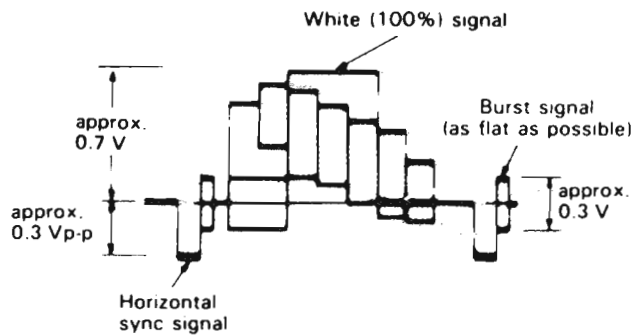 White (100%) signal
approx.
0.7 V
Burst signal
(as flat as possible)
approx.
0.3 V
approx.
0.3 Vp-p
Horizontal
sync signal